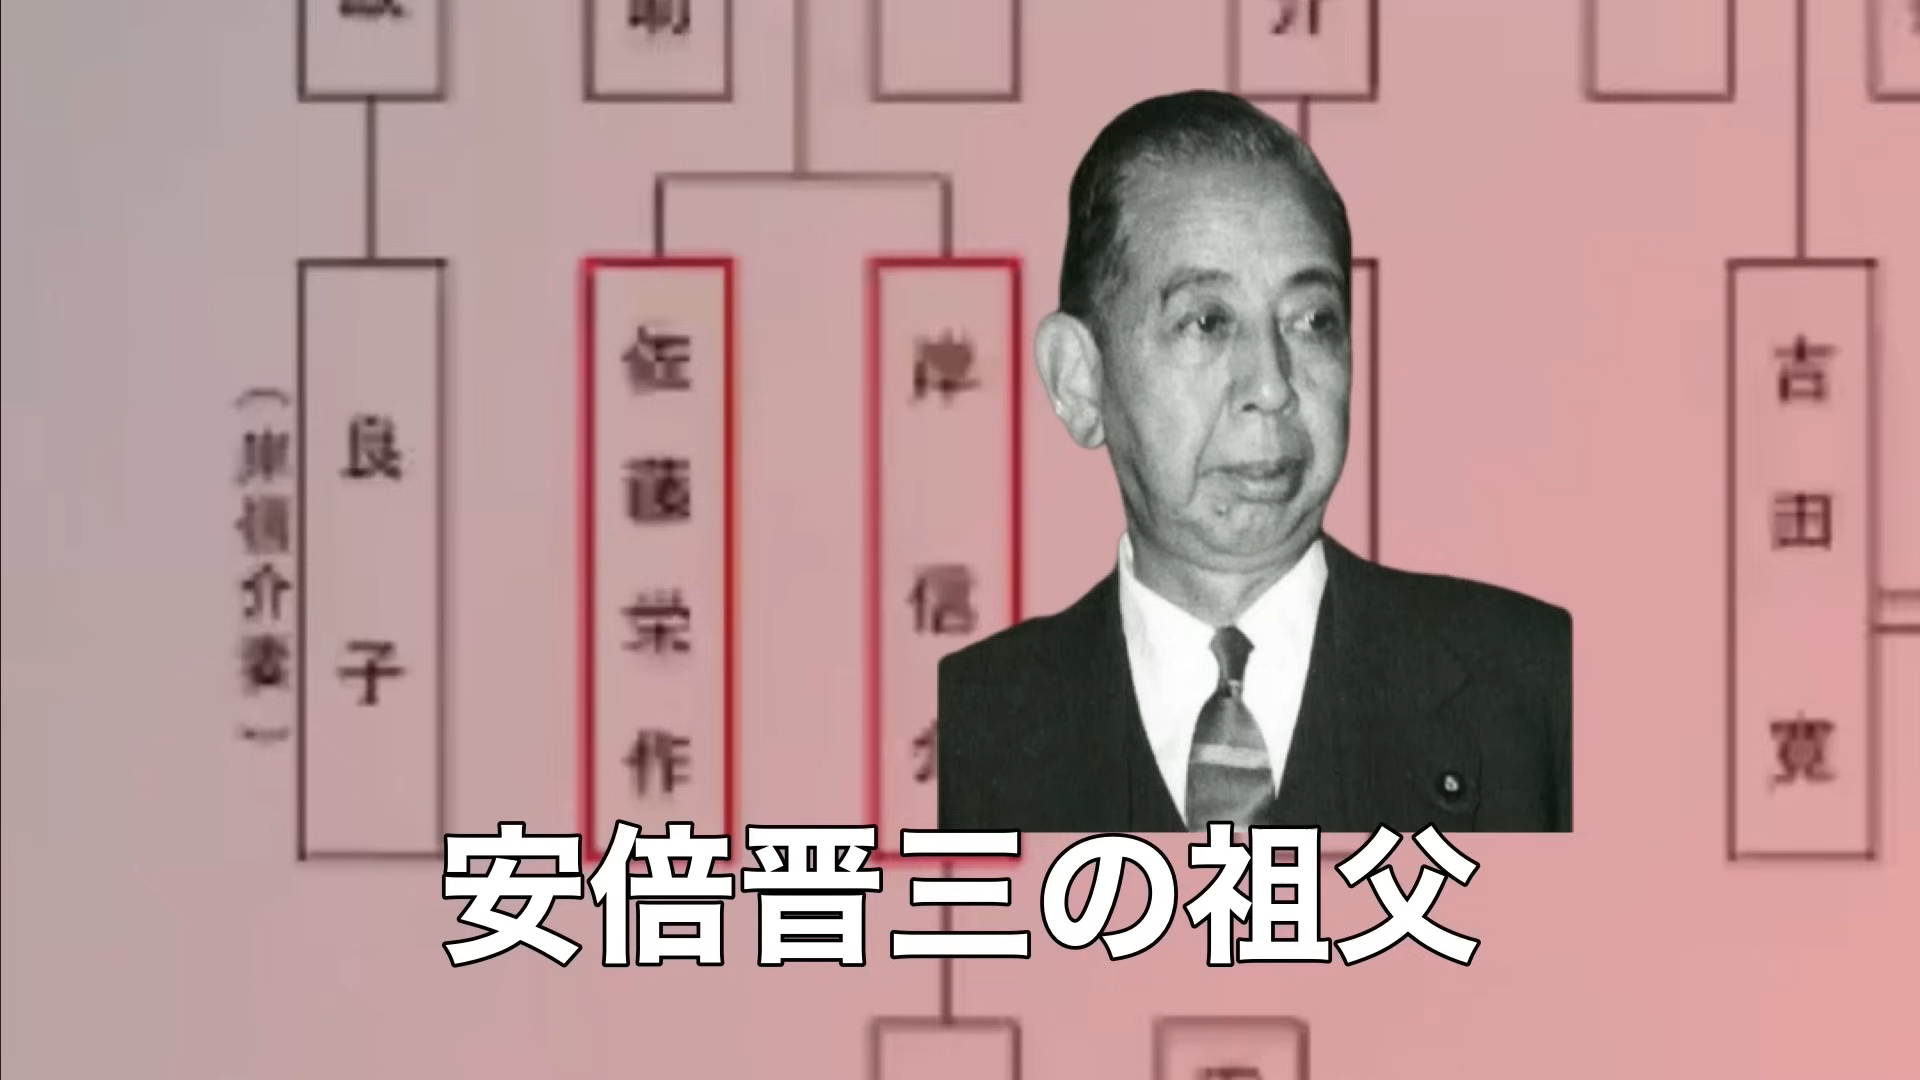 良子
(岸信介妻)
佐藤栄作
岸信
吉田寛
安倍晋三の祖父